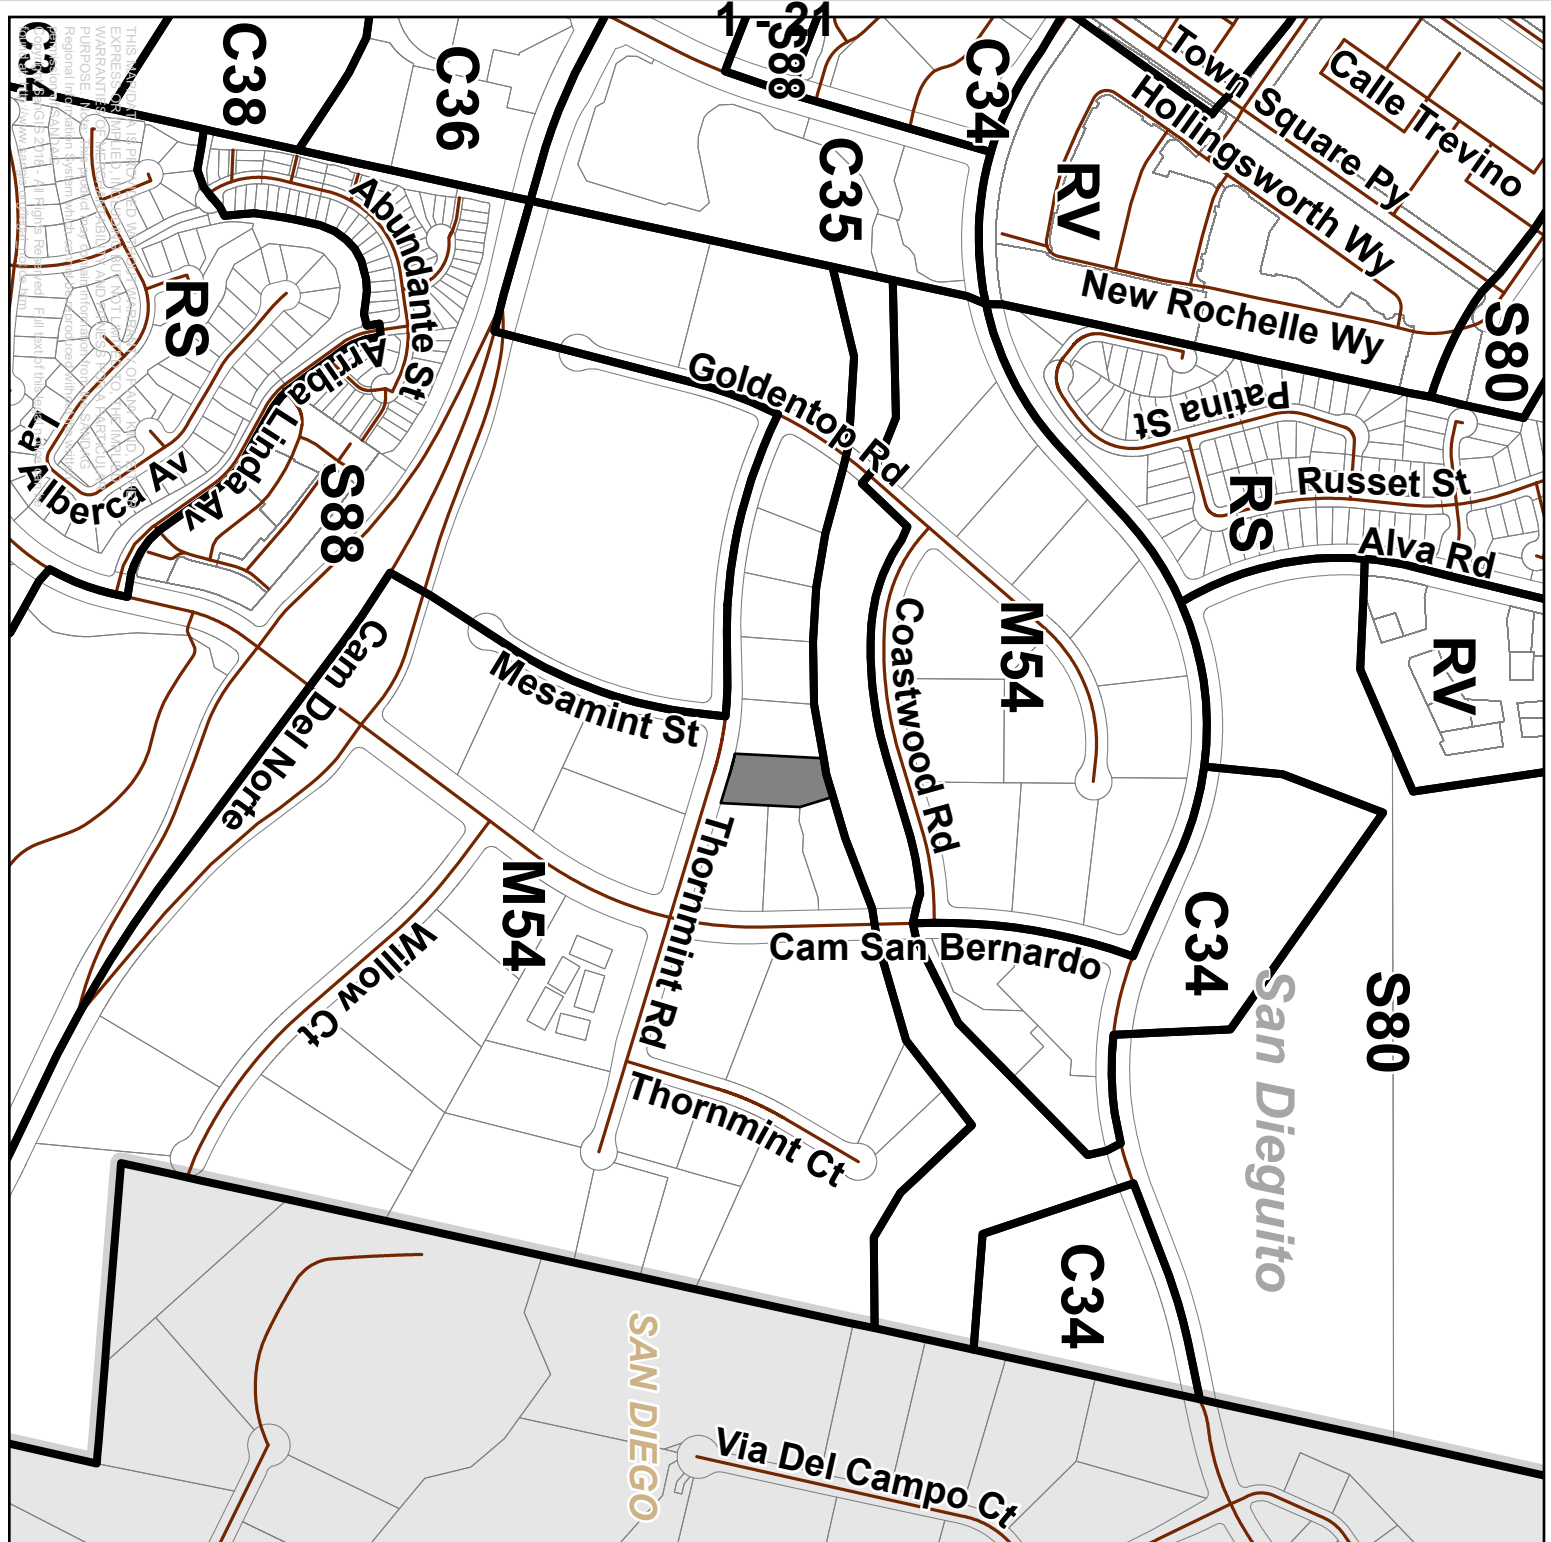 1 - 21
C34
C38
C36
S88
C34
C35
RV
Town Square Py
Calle Trevino
Hollingsworth Wy
New Rochelle Wy
S80
Abundante St
RS
Arriba Linda Av
La Alberca Av
S88
Goldentop Rd
Patina St
Russet St
RS
Alva Rd
RV
M54
Coastwood Rd
Cam Del Norte
Mesamint St
Thornmint Rd
M54
Willow Ct
Cam San Bernardo
C34
S80
San Dieguito
Thornmint Ct
C34
SAN DIEGO
Via Del Campo Ct